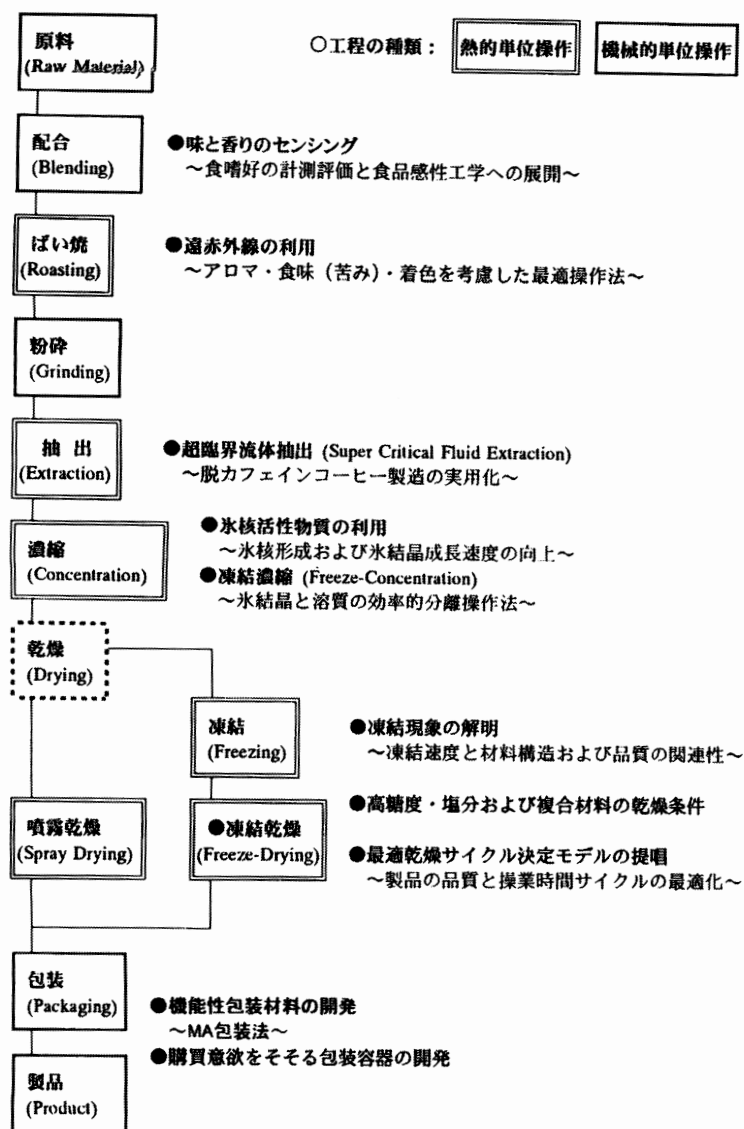 原料
(Raw Material)
○工程の種類：
熱的単位操作
機械的単位操作
配合
(Blending)
●味と香りのセンシング
～食嗜好の計測評価と食品感性工学への展開～
ばい焼
(Roasting)
●遠赤外線の利用
～アロマ・食味（苦み）・着色を考慮した最適操作法～
粉砕
(Grinding)
抽 出
(Extraction)
●超臨界流体抽出 (Super Critical Fluid Extraction)
～脱カフェインコーヒー製造の実用化～
濃縮
(Concentration)
●氷核活性物質の利用
～氷核形成および氷結晶成長速度の向上～
●凍結濃縮 (Freeze-Concentration)
～氷結晶と溶質の効率的分離操作法～
乾燥
(Drying)
凍結
(Freezing)
●凍結現象の解明
～凍結速度と材料構造および品質の関連性～
噴霧乾燥
(Spray Drying)
●凍結乾燥
(Freeze-Drying)
●高糖度・塩分および複合材料の乾燥条件
●最適乾燥サイクル決定モデルの提唱
～製品の品質と操業時間サイクルの最適化～
包装
(Packaging)
●機能性包装材料の開発
～MA包装法～
●購買意欲をそそる包装容器の開発
製品
(Product)